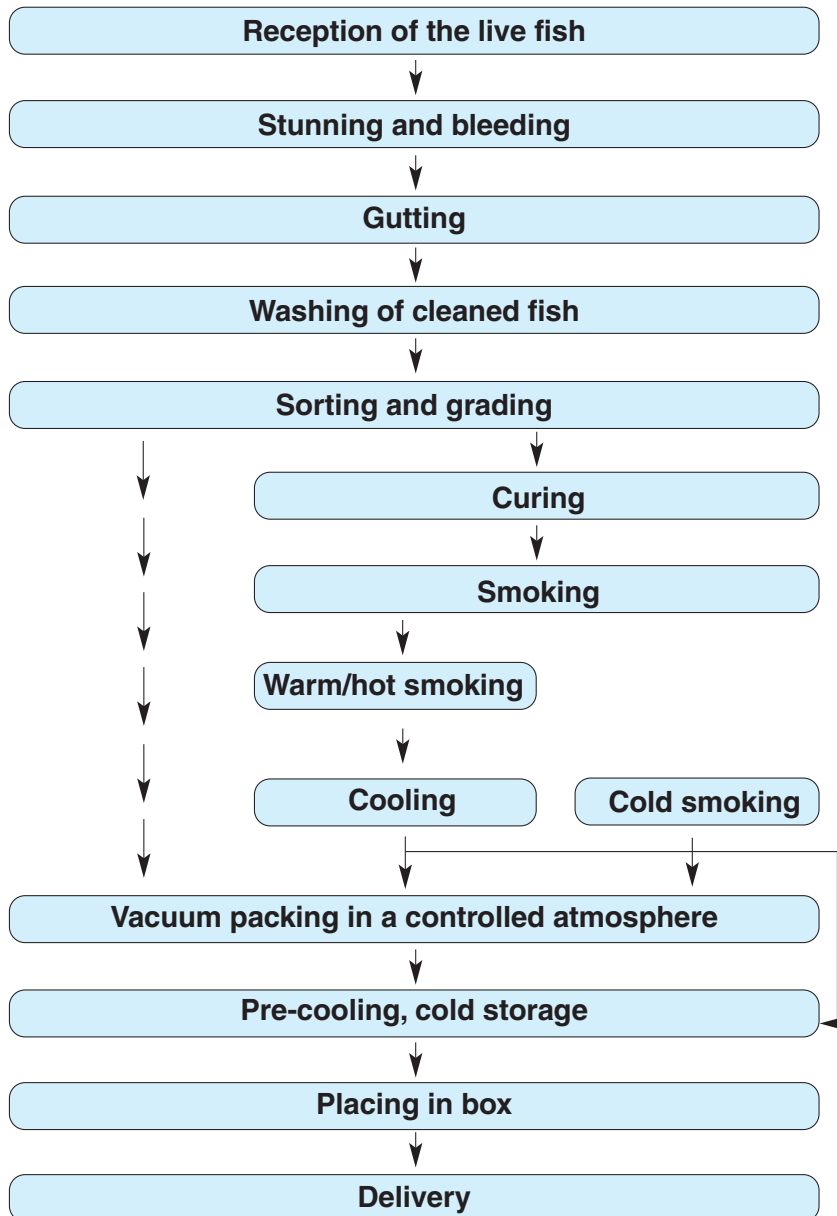 Reception of the live fish
Stunning and bleeding
Gutting
Washing of cleaned fish
Sorting and grading
Curing
Smoking
Warm/hot smoking
Cooling
Cold smoking
Vacuum packing in a controlled atmosphere
Pre-cooling, cold storage
Placing in box
Delivery